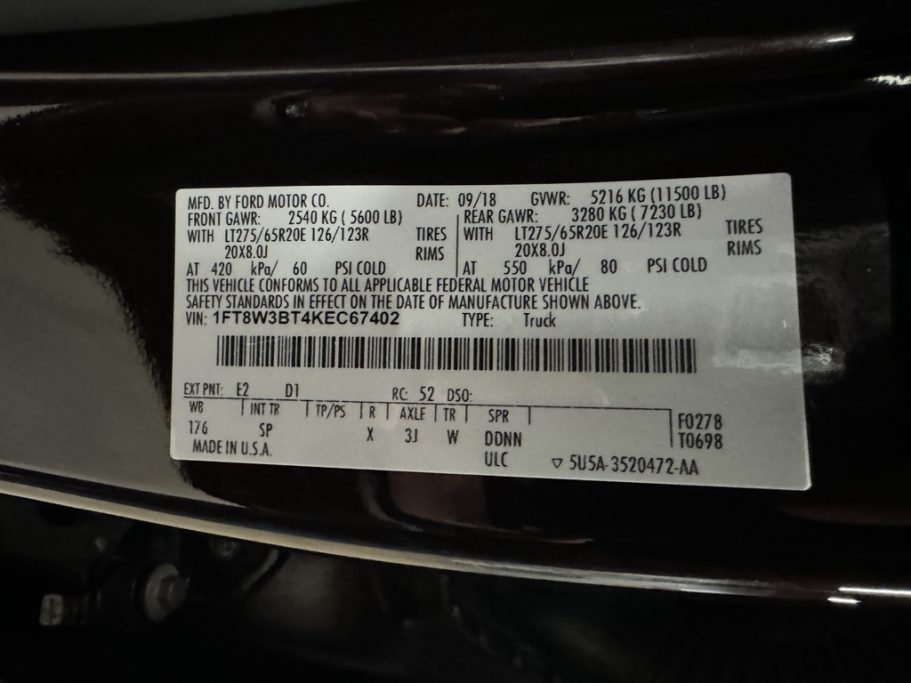 MFD. BY FORD MOTOR CO. DATE: 09/18 GVWR: 5216 KG (11500 LB)
FRONT GAWR: 2540 KG ( 5600 LB) REAR GAWR: 3280 KG ( 7230 LB)
WITH LT275/65R20E 126/123R TIRES WITH LT275/65R20E 126/123R TIRES
20X8.0J RIMS 20X8.0J RIMS
AT 420 kPa/ 60 PSI COLD AT 550 kPa/ 80 PSI COLD
THIS VEHICLE CONFORMS TO ALL APPLICABLE FEDERAL MOTOR VEHICLE
SAFETY STANDARDS IN EFFECT ON THE DATE OF MANUFACTURE SHOWN ABOVE.
VIN: 1FT8W3BT4KEC67402 TYPE: Truck
EXT PNT: E2 D1 RC: 52 DSO:
WB INT TR TP/PS R AXLE TR SPR F0278
176 SP X 3J W DDNN T0698
MADE IN U.S.A. ULC ▽ 5U5A-3520472-AA